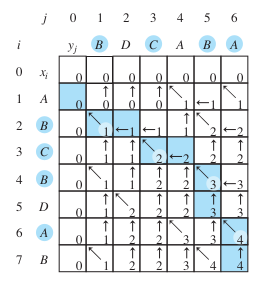 j 0 1 2 3 4 5 6
i yj B D C A B A
0 xi 0 0 0 0 0 0 0
1 A 0 ↑0 ↑0 ↑0 ↖1 ←1 ↖1
2 B 0 ↖1 ←1 ←1 ↑1 ↖2 ←2
3 C 0 ↑1 ↑1 ↖2 ←2 ↑2 ↑2
4 B 0 ↖1 ↑1 ↑2 ↑2 ↖3 ←3
5 D 0 ↑1 ↖2 ↑2 ↑2 ↑3 ↑3
6 A 0 ↑1 ↑2 ↑2 ↖3 ↑3 ↖4
7 B 0 ↖1 ↑2 ↑2 ↑3 ↖4 ↑4